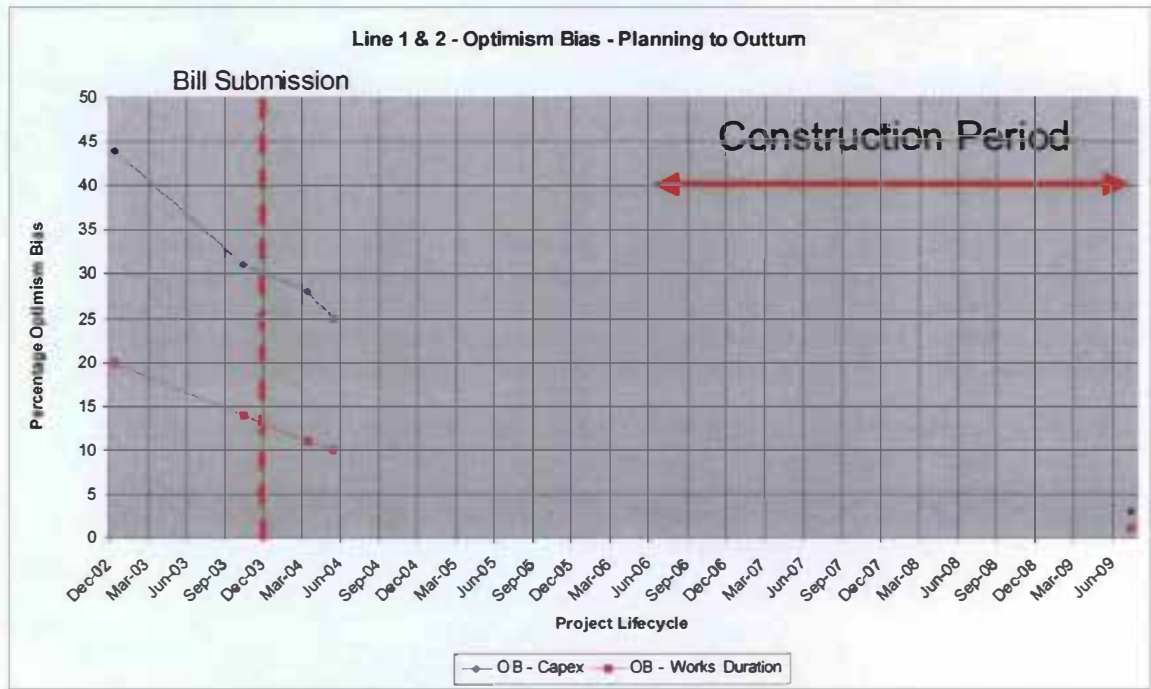 Line 1 & 2 - Optimism Bias - Planning to Outturn
Bill Submission
Construction Period
Percentage Optimism Bias
50
45
40
35
30
25
20
15
10
5
0
Dec-02
Mar-03
Jun-03
Sep-03
Dec-03
Mar-04
Jun-04
Sep-04
Dec-04
Mar-05
Jun-05
Sep-05
Dec-05
Mar-06
Jun-06
Sep-06
Dec-06
Mar-07
Jun-07
Sep-07
Dec-07
Mar-08
Jun-08
Sep-08
Dec-08
Mar-09
Jun-09
Project Lifecycle
OB - Capex
OB - Works Duration